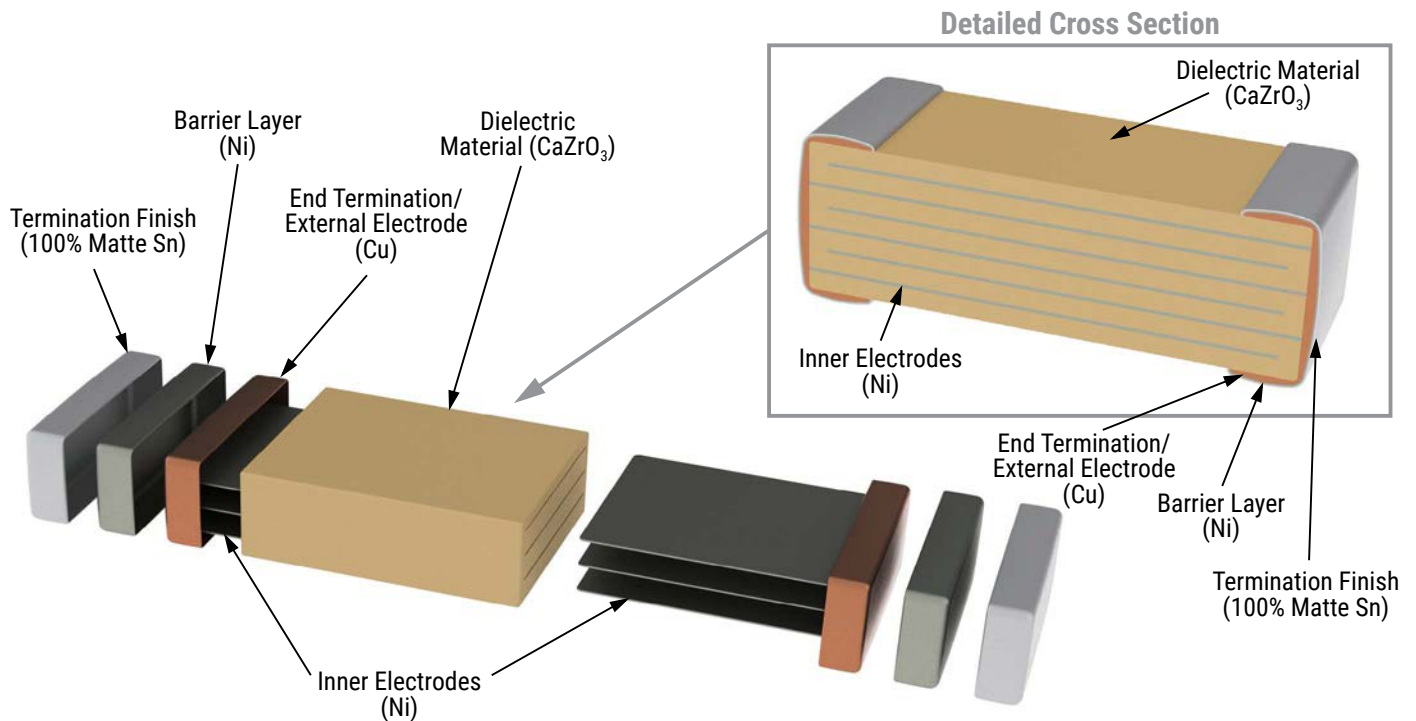 Detailed Cross Section
Dielectric Material
(CaZrO₃)
Barrier Layer
(Ni)
Dielectric
Material (CaZrO₃)
End Termination/
External Electrode
(Cu)
Termination Finish
(100% Matte Sn)
Inner Electrodes
(Ni)
End Termination/
External Electrode
(Cu)
Barrier Layer
(Ni)
Termination Finish
(100% Matte Sn)
Inner Electrodes
(Ni)